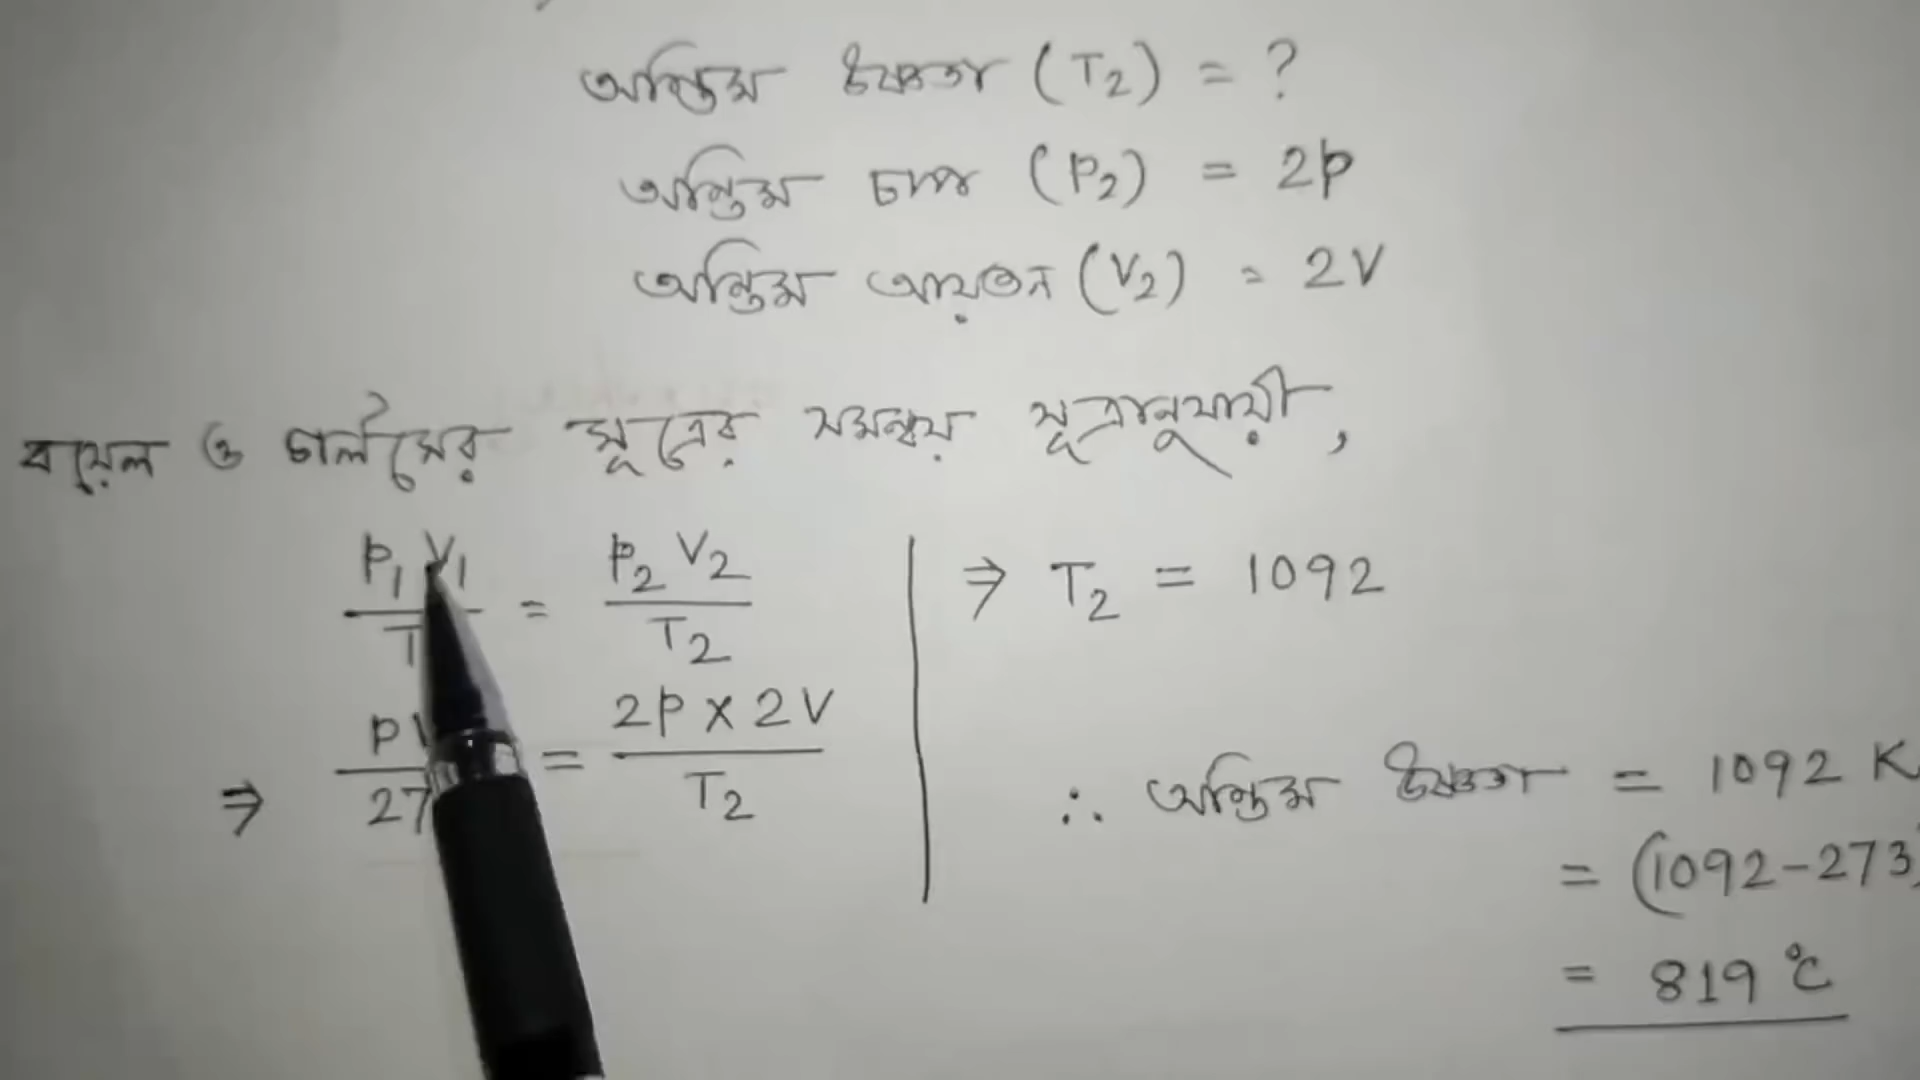 অন্তিম উষ্ণতা (T₂) = ?
অন্তিম চাপ (P₂) = 2P
অন্তিম আয়তন (V₂) = 2V
বয়েল ও চার্লসের সূত্রের সমন্বয় সূত্রানুযায়ী,
P₁V₁/T = P₂V₂/T₂
⇒ P/27 = 2P × 2V/T₂
⇒ T₂ = 1092
∴ অন্তিম উষ্ণতা = 1092 K
= (1092-273)
= 819 °C